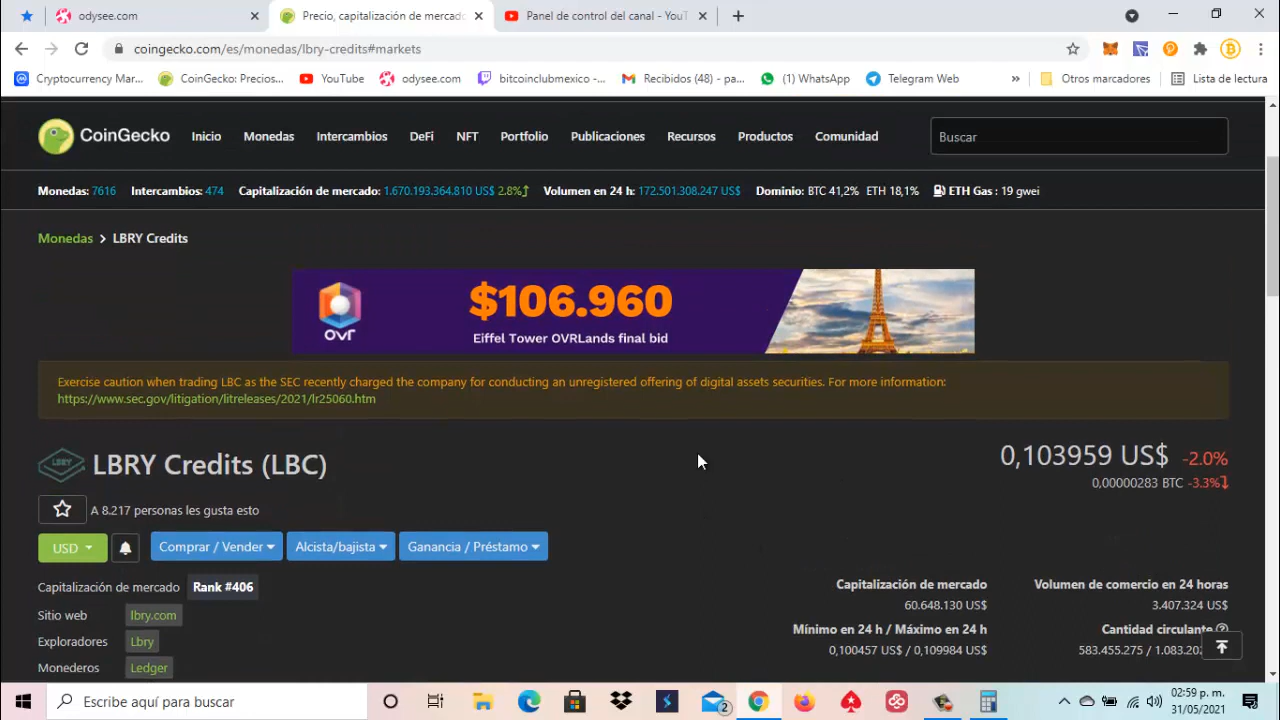 odysee.com
Precio, capitalización de mercado
Panel de control del canal - YouT
coingecko.com/es/monedas/lbry-credits#markets
Cryptocurrency Mar...
CoinGecko: Precios...
YouTube
odysee.com
bitcoinclubmexico -...
Recibidos (48) - pa...
(1) WhatsApp
Telegram Web
»
Otros marcadores
Lista de lectura
CoinGecko
Inicio
Monedas
Intercambios
DeFi
NFT
Portfolio
Publicaciones
Recursos
Productos
Comunidad
Buscar
Monedas: 7616 Intercambios: 474 Capitalización de mercado: 1.670.193.364.810 US$ 2.8% Volumen en 24 h: 172.501.308.247 US$ Dominio: BTC 41,2% ETH 18,1% ETH Gas : 19 gwei
Monedas > LBRY Credits
ovr
$106.960
Eiffel Tower OVRLands final bid
Exercise caution when trading LBC as the SEC recently charged the company for conducting an unregistered offering of digital assets securities. For more information:
https://www.sec.gov/litigation/litreleases/2021/lr25060.htm
LBRY
LBRY Credits (LBC)
0,103959 US$ -2.0%
0,00000283 BTC -3.3%
A 8.217 personas les gusta esto
USD
Comprar / Vender
Alcista/bajista
Ganancia / Préstamo
Capitalización de mercado Rank #406
Sitio web lbry.com
Exploradores Lbry
Monederos Ledger
Capitalización de mercado
60.648.130 US$
Volumen de comercio en 24 horas
3.407.324 US$
Mínimo en 24 h / Máximo en 24 h
0,100457 US$ / 0,109984 US$
Cantidad circulante
583.455.275 / 1.083.202
Escribe aquí para buscar
2
02:59 p. m.
31/05/2021